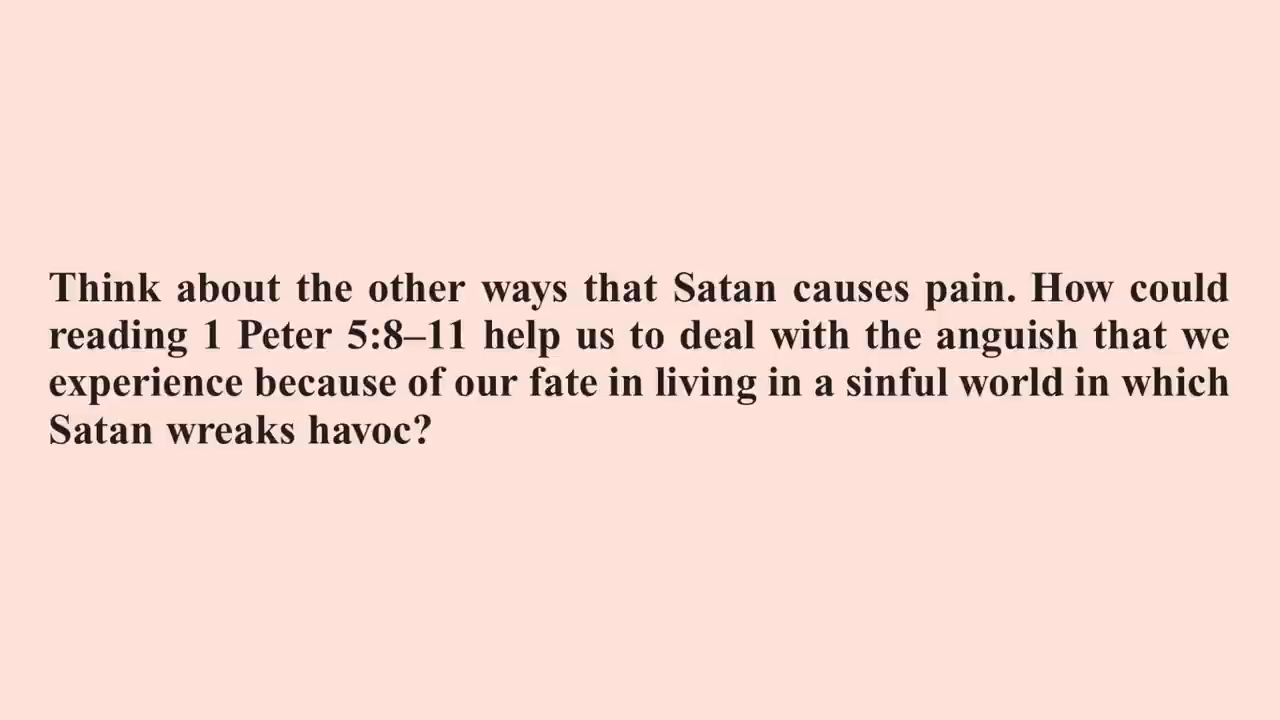 Think about the other ways that Satan causes pain. How could
reading 1 Peter 5:8–11 help us to deal with the anguish that we
experience because of our fate in living in a sinful world in which
Satan wreaks havoc?